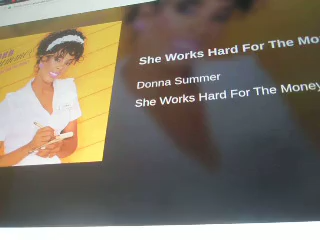 She Works Hard For The Mo
Donna Summer
She Works Hard For The Money